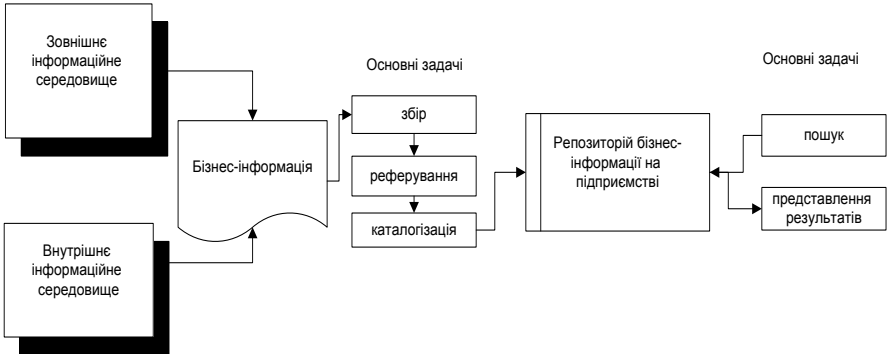 Зовнішнє
інформаційне
середовище
Внутрішнє
інформаційне
середовище
Бізнес-інформація
Основні задачі
збір
реферування
каталогізація
Репозиторій бізнес-
інформації на
підприємстві
Основні задачі
пошук
представлення
результатів